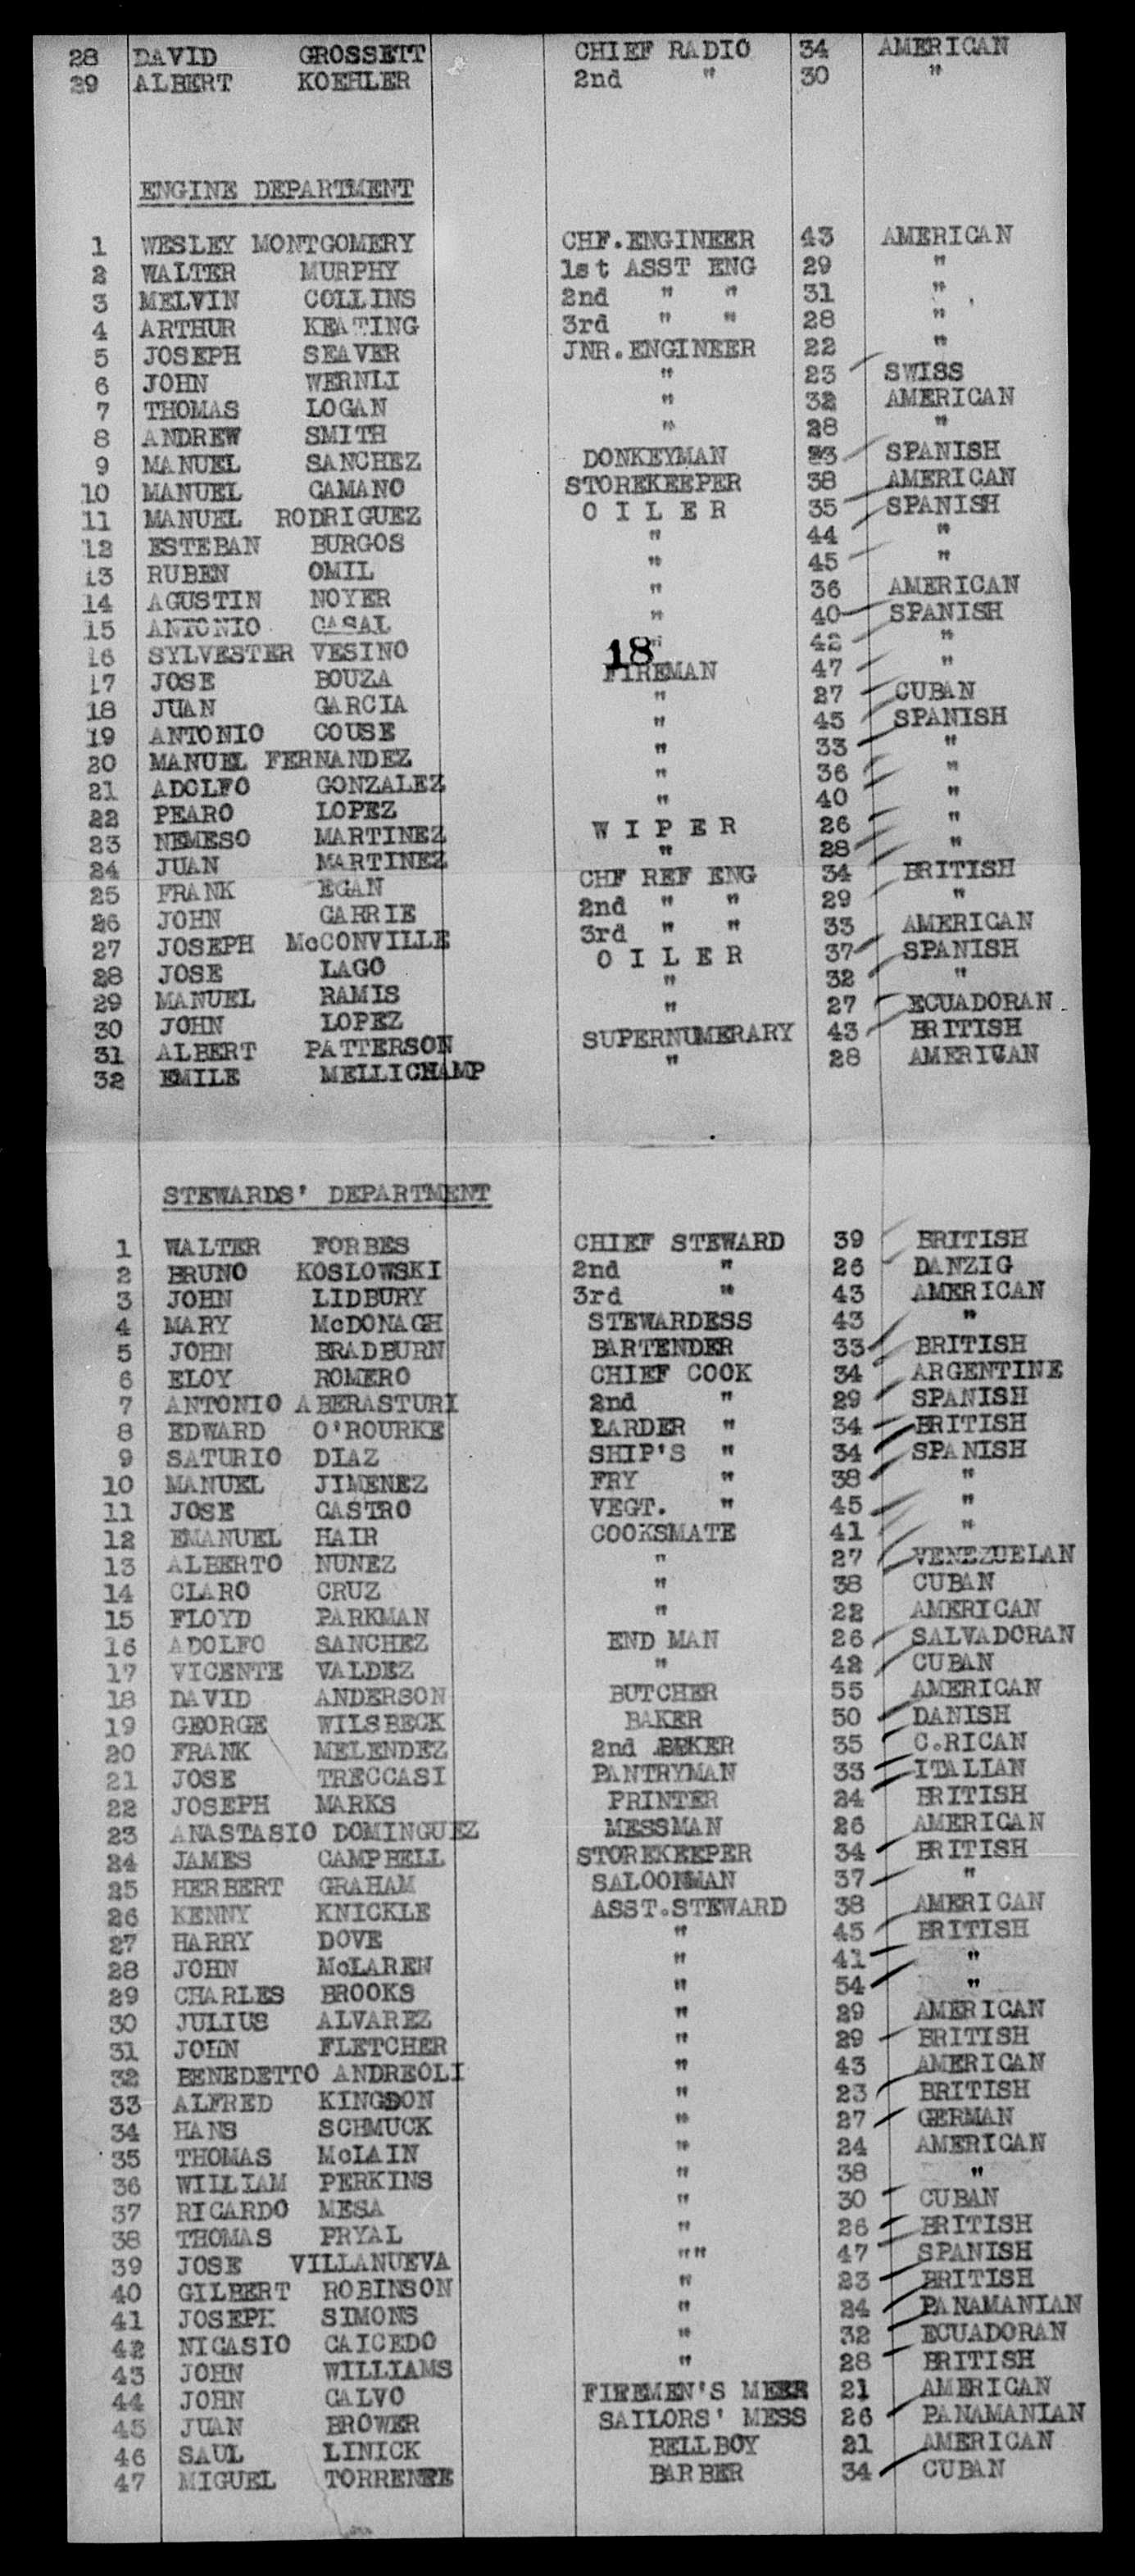 28 DAVID GROSSETT CHIEF RADIO 34 AMERICAN
29 ALBERT KOEHLER 2nd " 30 "
ENGINE DEPARTMENT
1 WESLEY MONTGOMERY CHF.ENGINEER 43 AMERICAN
2 WALTER MURPHY 1st ASST ENG 29 "
3 MELVIN COLLINS 2nd " " 31 "
4 ARTHUR KEATING 3rd " " 28 "
5 JOSEPH SEAVER JNR.ENGINEER 22 "
6 JOHN WERNLI " 23 SWISS
7 THOMAS LOGAN " 32 AMERICAN
8 ANDREW SMITH " 28 "
9 MANUEL SANCHEZ DONKEYMAN 33 SPANISH
10 MANUEL CAMANO STOREKEEPER 38 AMERICAN
11 MANUEL RODRIGUEZ O I L E R 35 SPANISH
12 ESTEBAN BURGOS " 44 "
13 RUBEN OMIL " 45 "
14 AGUSTIN NOYER " 36 AMERICAN
15 ANTONIO CASAL " 40 SPANISH
16 SYLVESTER VESINO " 42 "
18
17 JOSE BOUZA FIREMAN 47 "
18 JUAN GARCIA " 27 CUBAN
19 ANTONIO COUSE " 45 SPANISH
20 MANUEL FERNANDEZ " 33 "
21 ADOLFO GONZALEZ " 36 "
22 PEARO LOPEZ " 40 "
23 NEMESO MARTINEZ W I P E R 26 "
24 JUAN MARTINEZ " 28 "
25 FRANK EGAN CHF REF ENG 34 BRITISH
26 JOHN CARRIE 2nd " " 29 "
27 JOSEPH McCONVILLE 3rd " " 33 AMERICAN
28 JOSE LAGO O I L E R 37 SPANISH
29 MANUEL RAMIS " 32 "
30 JOHN LOPEZ " 27 ECUADORAN
31 ALBERT PATTERSON SUPERNUMERARY 43 BRITISH
32 EMILE MELLICHAMP " 28 AMERICAN
STEWARDS' DEPARTMENT
1 WALTER FORBES CHIEF STEWARD 39 BRITISH
2 BRUNO KOSLOWSKI 2nd " 26 DANZIG
3 JOHN LIDBURY 3rd " 43 AMERICAN
4 MARY McDONAGH STEWARDESS 43 "
5 JOHN BRADBURN BARTENDER 33 BRITISH
6 ELOY ROMERO CHIEF COOK 34 ARGENTINE
7 ANTONIO ABERASTURI 2nd " 29 SPANISH
8 EDWARD O'ROURKE LARDER " 34 BRITISH
9 SATURIO DIAZ SHIP'S " 34 SPANISH
10 MANUEL JIMENEZ FRY " 38 "
11 JOSE CASTRO VEGT. " 45 "
12 EMANUEL HAIR COOKSMATE 41 "
13 ALBERTO NUNEZ " 27 VENEZUELAN
14 CLARO CRUZ " 38 CUBAN
15 FLOYD PARKMAN " 22 AMERICAN
16 ADOLFO SANCHEZ END MAN 26 SALVADORAN
17 VICENTE VALDEZ " 42 CUBAN
18 DAVID ANDERSON BUTCHER 55 AMERICAN
19 GEORGE WILSBECK BAKER 50 DANISH
20 FRANK MELENDEZ 2nd BEKER 35 C.RICAN
21 JOSE TRECCASI PANTRYMAN 33 ITALIAN
22 JOSEPH MARKS PRINTER 24 BRITISH
23 ANASTASIO DOMINGUEZ MESSMAN 26 AMERICAN
24 JAMES CAMPBELL STOREKEEPER 34 BRITISH
25 HERBERT GRAHAM SALOONMAN 37 "
26 KENNY KNICKLE ASST.STEWARD 38 AMERICAN
27 HARRY DOVE " 45 BRITISH
28 JOHN McLAREN " 41 "
29 CHARLES BROOKS " 54 "
30 JULIUS ALVAREZ " 29 AMERICAN
31 JOHN FLETCHER " 29 BRITISH
32 BENEDETTO ANDREOLI " 43 AMERICAN
33 ALFRED KINGDON " 23 BRITISH
34 HANS SCHMUCK " 27 GERMAN
35 THOMAS McLAIN " 24 AMERICAN
36 WILLIAM PERKINS " 38 "
37 RICARDO MESA " 30 CUBAN
38 THOMAS PRYAL " 26 BRITISH
39 JOSE VILLANUEVA "" 47 SPANISH
40 GILBERT ROBINSON " 23 BRITISH
41 JOSEPH SIMONS " 24 PANAMANIAN
42 NICASIO CAICEDO " 32 ECUADORAN
43 JOHN WILLIAMS " 28 BRITISH
44 JOHN CALVO FIREMEN'S 21 AMERICAN
45 JUAN BROWER SAILORS' MESS 26 PANAMANIAN
46 SAUL LINICK BELLBOY 21 AMERICAN
47 MIGUEL BARBER 34 CUBAN